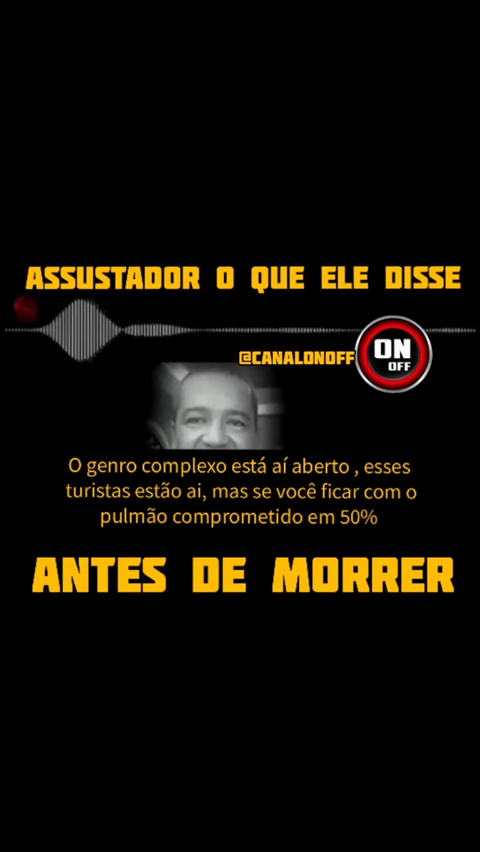 ASSUSTADOR O QUE ELE DISSE
@CANALONOFF
ON
OFF
O genro complexo está aí aberto , esses
turistas estão ai, mas se você ficar com o
pulmão comprometido em 50%
ANTES DE MORRER